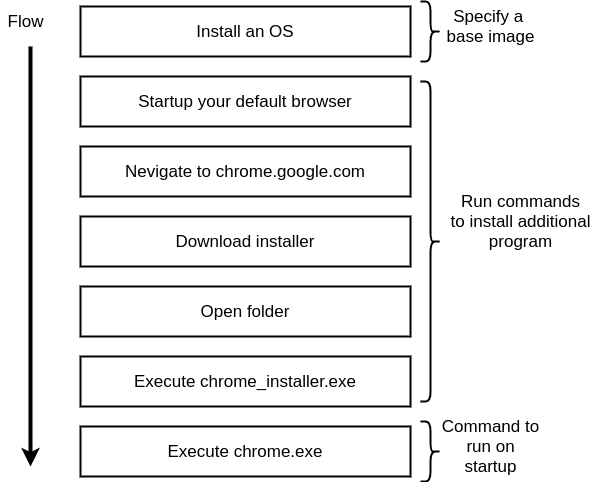 Flow
Install an OS
Specify a
base image
Startup your default browser
Nevigate to chrome.google.com
Download installer
Open folder
Execute chrome_installer.exe
Run commands
to install additional
program
Execute chrome.exe
Command to
run on
startup